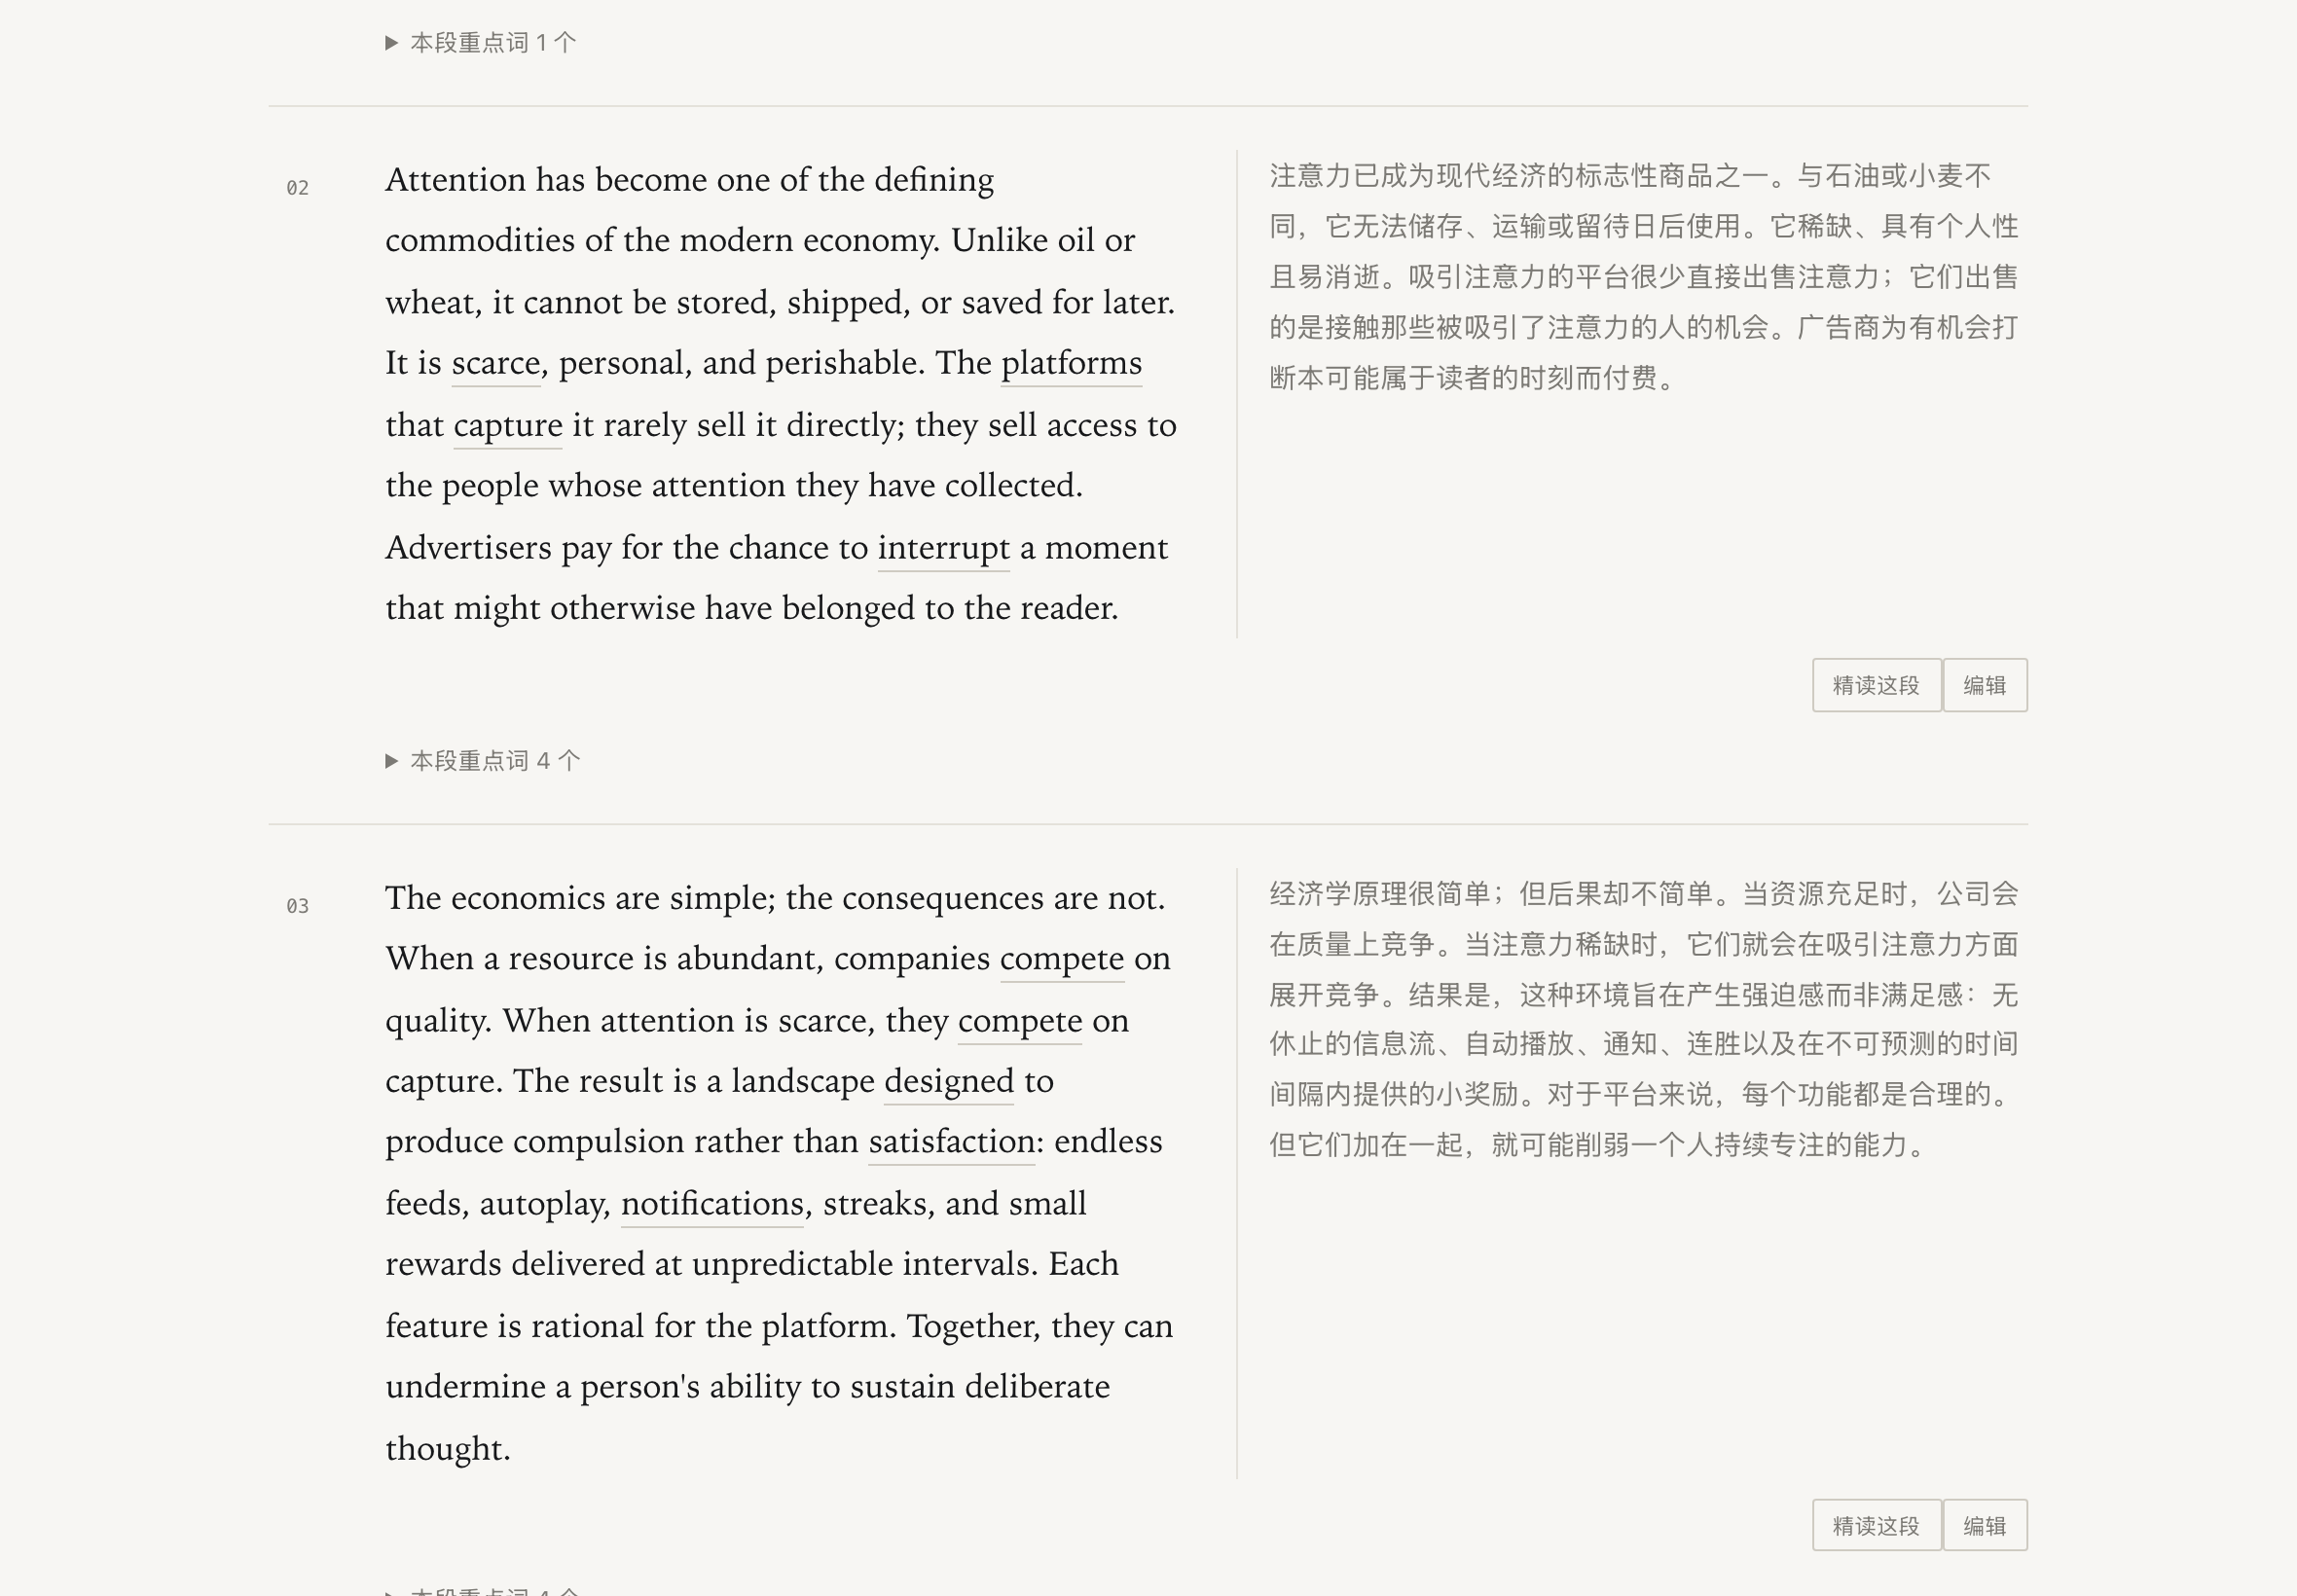 ▶ 本段重点词 1 个
02
Attention has become one of the defining
commodities of the modern economy. Unlike oil or
wheat, it cannot be stored, shipped, or saved for later.
It is scarce, personal, and perishable. The platforms
that capture it rarely sell it directly; they sell access to
the people whose attention they have collected.
Advertisers pay for the chance to interrupt a moment
that might otherwise have belonged to the reader.
注意力已成为现代经济的标志性商品之一。与石油或小麦不
同，它无法储存、运输或留待日后使用。它稀缺、具有个人性
且易消逝。吸引注意力的平台很少直接出售注意力；它们出售
的是接触那些被吸引了注意力的人的机会。广告商为有机会打
断本可能属于读者的时刻而付费。
精读这段 编辑
▶ 本段重点词 4 个
03
The economics are simple; the consequences are not.
When a resource is abundant, companies compete on
quality. When attention is scarce, they compete on
capture. The result is a landscape designed to
produce compulsion rather than satisfaction: endless
feeds, autoplay, notifications, streaks, and small
rewards delivered at unpredictable intervals. Each
feature is rational for the platform. Together, they can
undermine a person's ability to sustain deliberate
thought.
经济学原理很简单；但后果却不简单。当资源充足时，公司会
在质量上竞争。当注意力稀缺时，它们就会在吸引注意力方面
展开竞争。结果是，这种环境旨在产生强迫感而非满足感：无
休止的信息流、自动播放、通知、连胜以及在不可预测的时间
间隔内提供的小奖励。对于平台来说，每个功能都是合理的。
但它们加在一起，就可能削弱一个人持续专注的能力。
精读这段 编辑
▶ 本段重点词 4 个